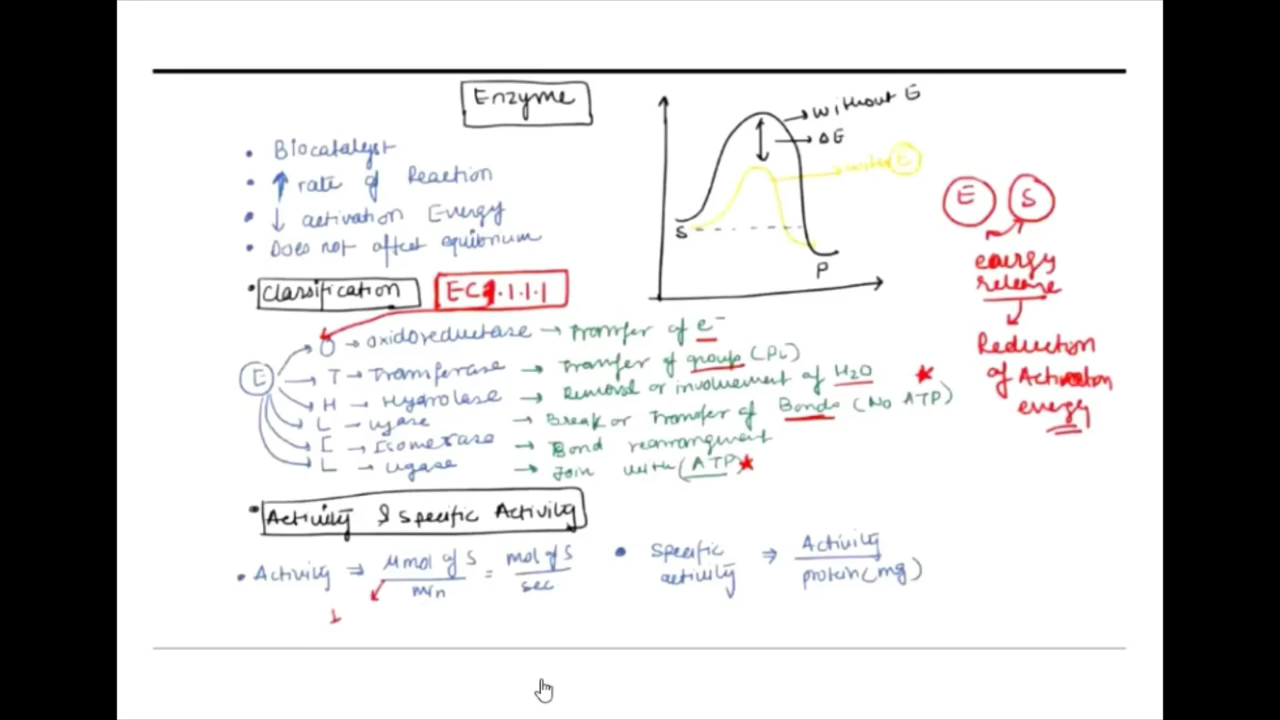 Enzyme
• Biocatalyst
• ↑ rate of Reaction
• ↓ activation Energy
• Does not affect equibrium
without E
ΔE
with E
S
P
E S
energy
release
Reduction
of Activation
energy
• Classification EC 1.1.1.1
E
O → oxidoreductase → Transfer of e⁻
T → Transferase → Transfer of group (Pi)
H → Hydrolase → Removal or involvement of H2O
L → lyase → Break or Transfer of Bonds (No ATP)
I → Isomerase → Bond rearrangment
L → ligase → Join with (ATP)
• Activity & Specific Activity
• Activity ⇒ μmol of S / min = mol of S / sec
• Specific activity ⇒ Activity / protein (mg)